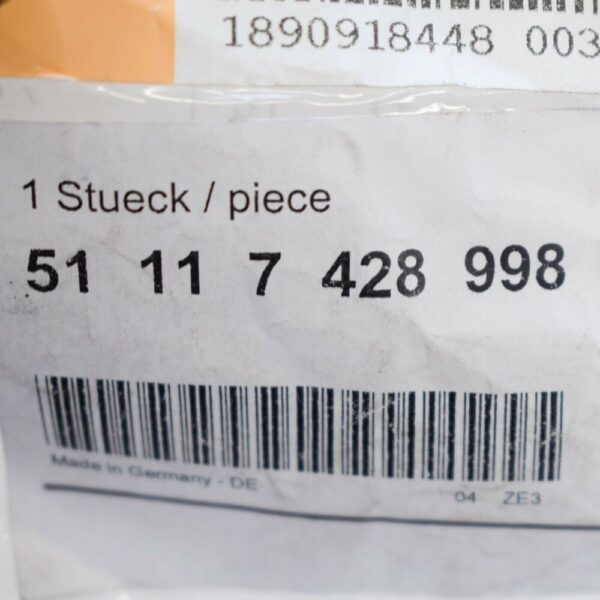 1890918448 003
1 Stueck / piece
51 11 7 428 998
Made in Germany - DE
04 ZE3